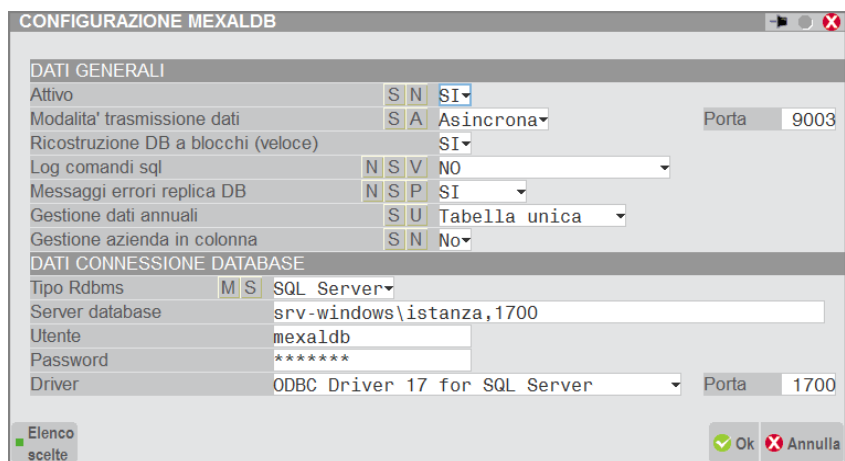 CONFIGURAZIONE MEXALDB
DATI GENERALI
Attivo S N SI
Modalita' trasmissione dati S A Asincrona Porta 9003
Ricostruzione DB a blocchi (veloce) SI
Log comandi sql N S V NO
Messaggi errori replica DB N S P SI
Gestione dati annuali S U Tabella unica
Gestione azienda in colonna S N No
DATI CONNESSIONE DATABASE
Tipo Rdbms M S SQL Server
Server database srv-windows\istanza,1700
Utente mexaldb
Password *******
Driver ODBC Driver 17 for SQL Server Porta 1700
Elenco scelte Ok Annulla